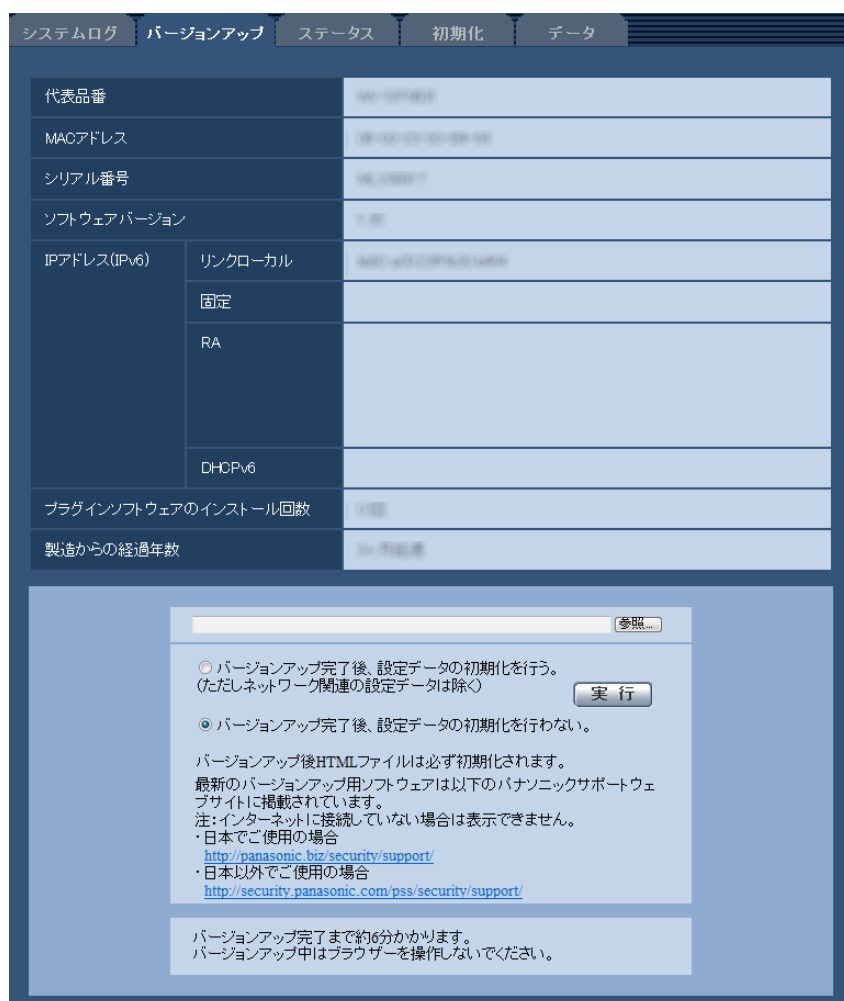 システムログ バージョンアップ ステータス 初期化 データ
代表品番
MACアドレス
シリアル番号
ソフトウェアバージョン
IPアドレス(IPv6) リンクローカル
固定
RA
DHCPv6
プラグインソフトウェアのインストール回数
製造からの経過年数
参照...
バージョンアップ完了後、設定データの初期化を行う。
(ただしネットワーク関連の設定データは除く)
実 行
バージョンアップ完了後、設定データの初期化を行わない。
バージョンアップ後HTMLファイルは必ず初期化されます。
最新のバージョンアップ用ソフトウェアは以下のパナソニックサポートウェ
ブサイトに掲載されています。
注:インターネットに接続していない場合は表示できません。
・日本でご使用の場合
http://panasonic.biz/security/support/
・日本以外でご使用の場合
http://security.panasonic.com/pss/security/support/
バージョンアップ完了まで約6分かかります。
バージョンアップ中はブラウザーを操作しないでください。